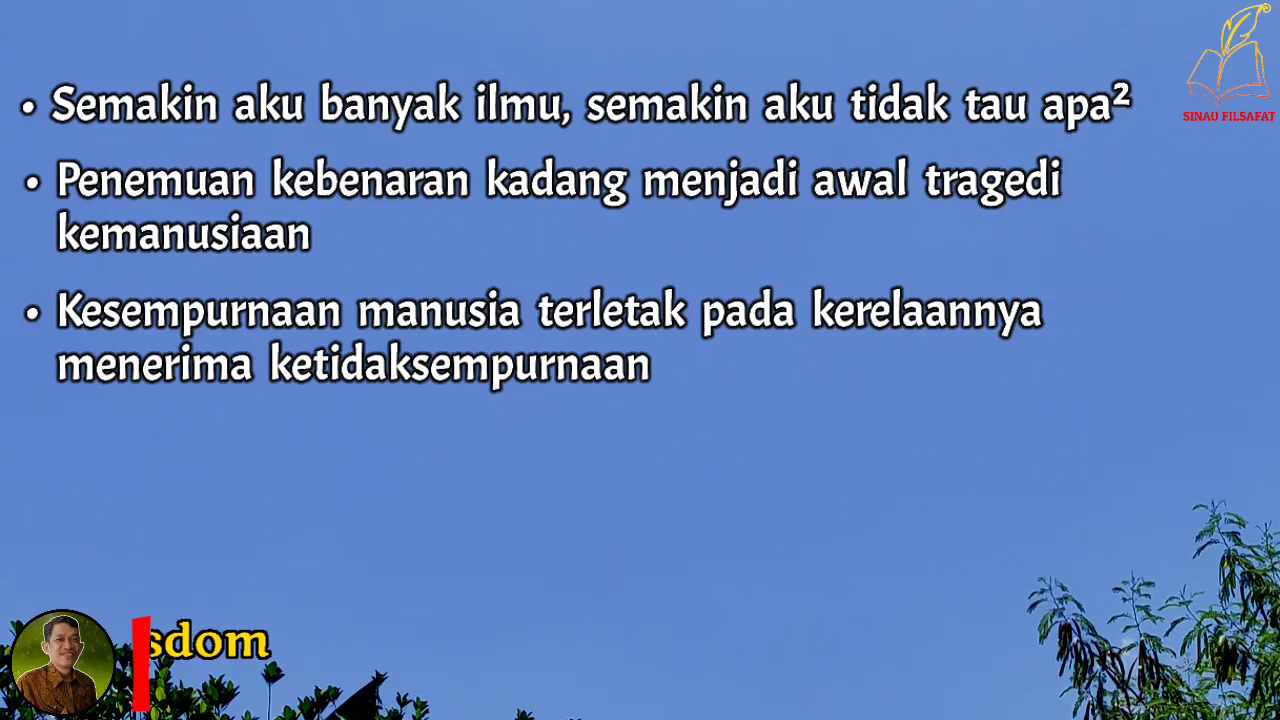 • Semakin aku banyak ilmu, semakin aku tidak tau apa²
• Penemuan kebenaran kadang menjadi awal tragedi
kemanusiaan
• Kesempurnaan manusia terletak pada kerelaannya
menerima ketidaksempurnaan
SINAU FILSAFAT
sdom